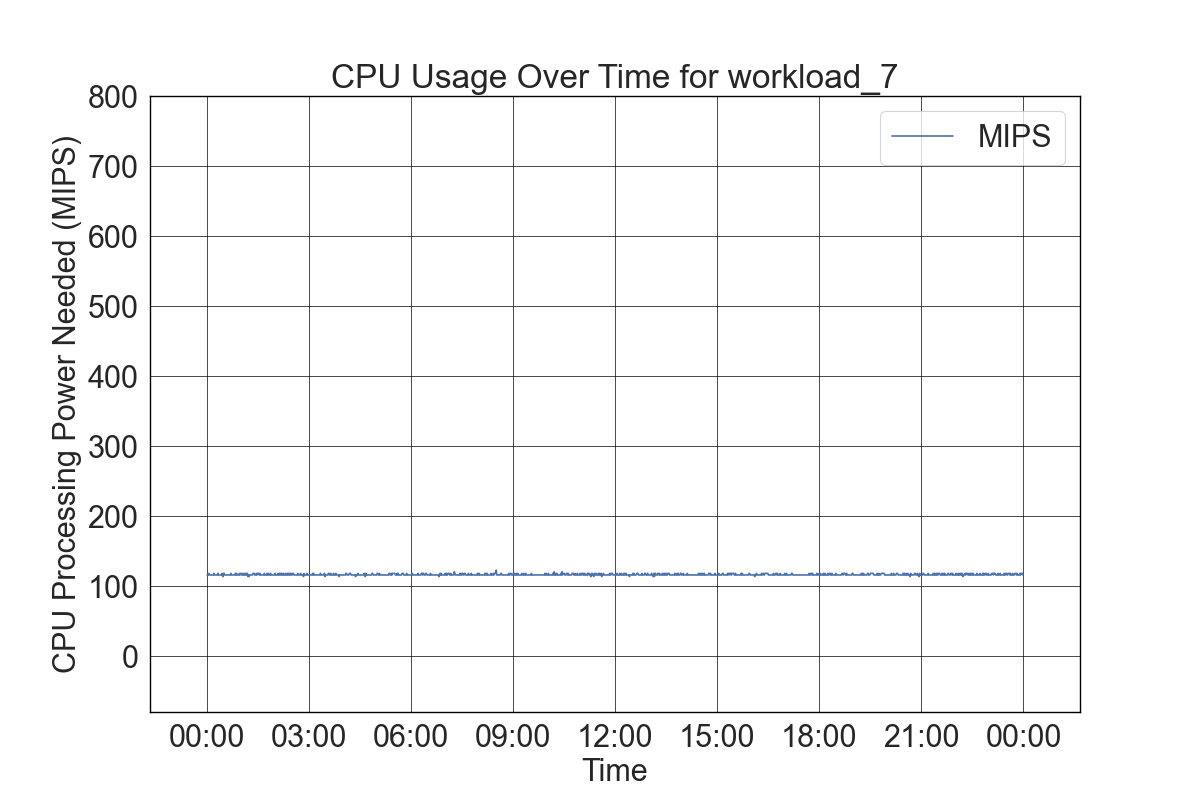 CPU Usage Over Time for workload_7
MIPS
CPU Processing Power Needed (MIPS)
800
700
600
500
400
300
200
100
0
00:00 03:00 06:00 09:00 12:00 15:00 18:00 21:00 00:00
Time